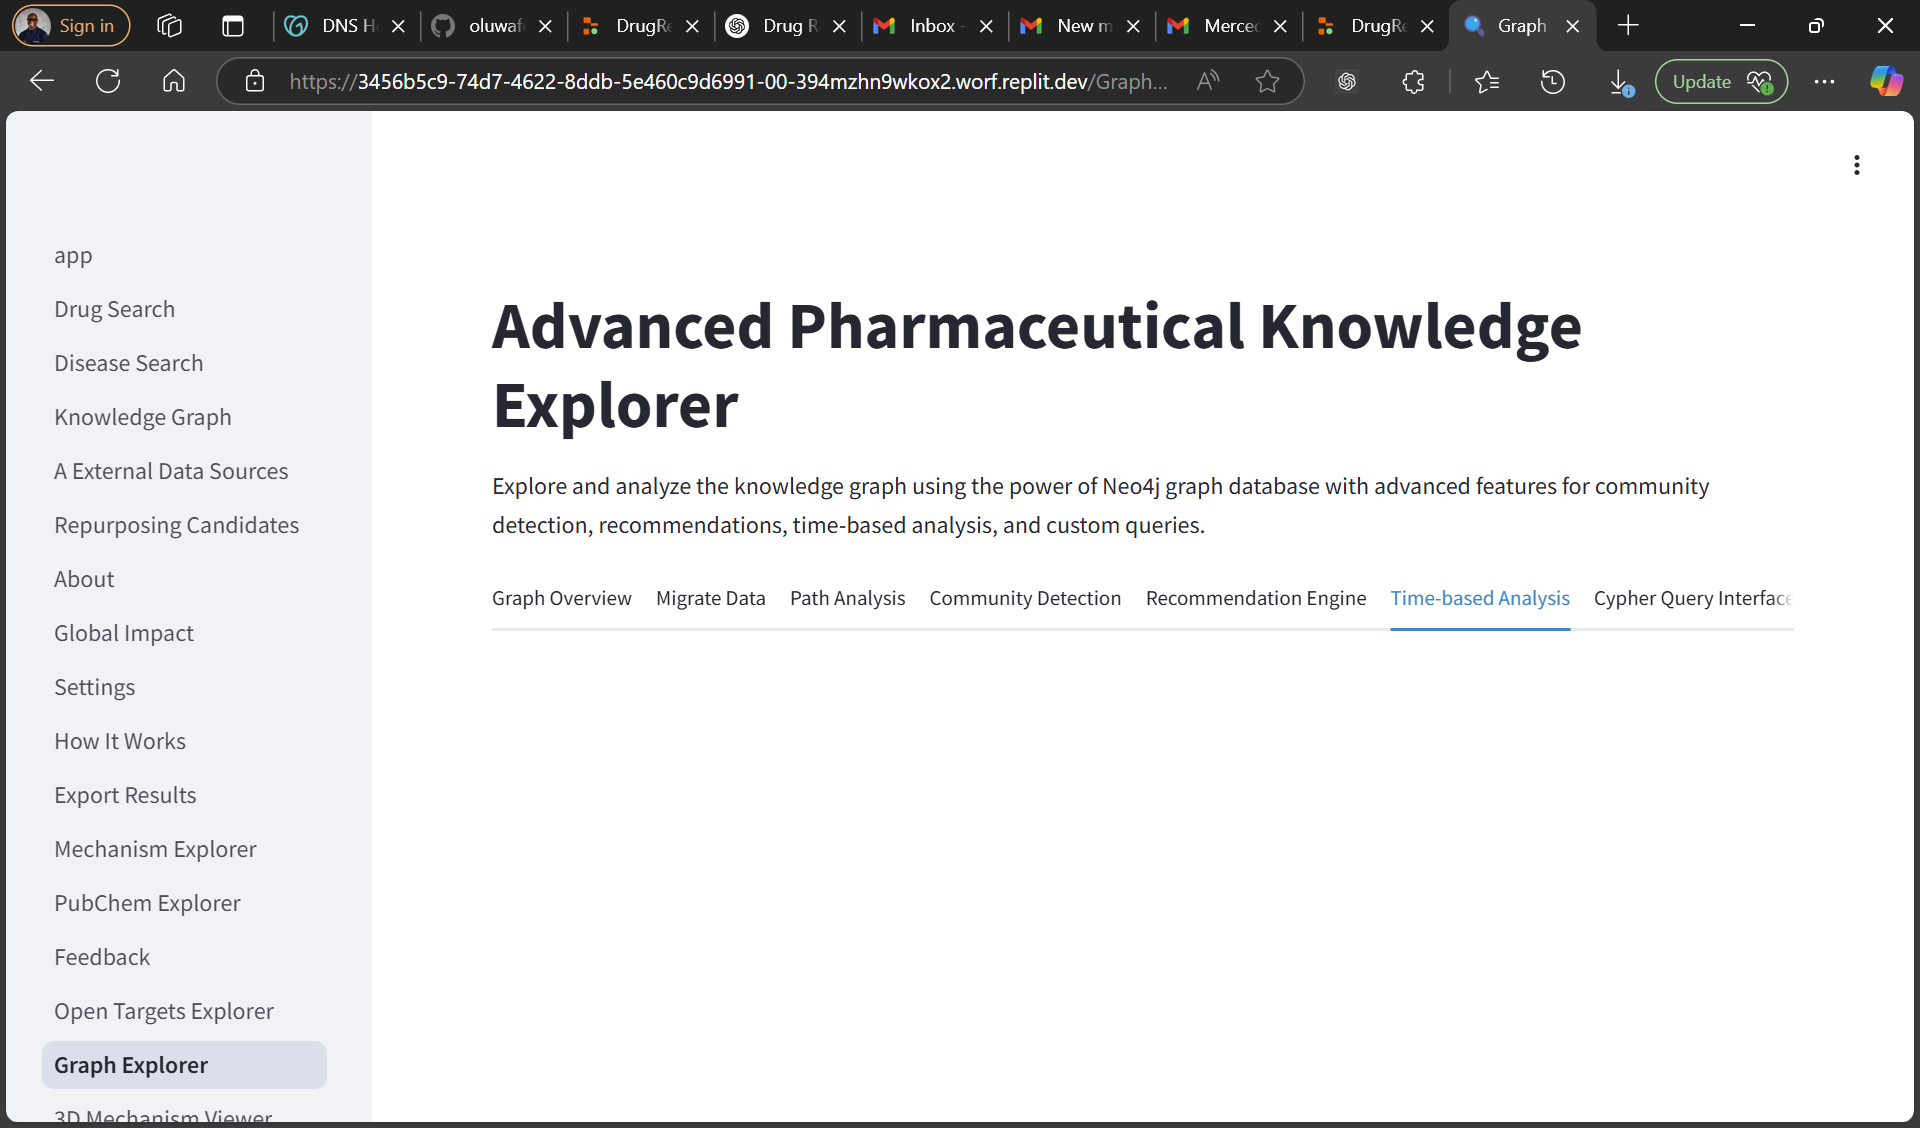 Sign in
DNS H
oluwaf
DrugRe
Drug R
Inbox -
New m
Merced
DrugRe
Graph
https://3456b5c9-74d7-4622-8ddb-5e460c9d6991-00-394mzhn9wkox2.worf.replit.dev/Graph...
Update
app
Drug Search
Disease Search
Knowledge Graph
A External Data Sources
Repurposing Candidates
About
Global Impact
Settings
How It Works
Export Results
Mechanism Explorer
PubChem Explorer
Feedback
Open Targets Explorer
Graph Explorer
3D Mechanism Viewer
Advanced Pharmaceutical Knowledge
Explorer
Explore and analyze the knowledge graph using the power of Neo4j graph database with advanced features for community
detection, recommendations, time-based analysis, and custom queries.
Graph Overview Migrate Data Path Analysis Community Detection Recommendation Engine Time-based Analysis Cypher Query Interface